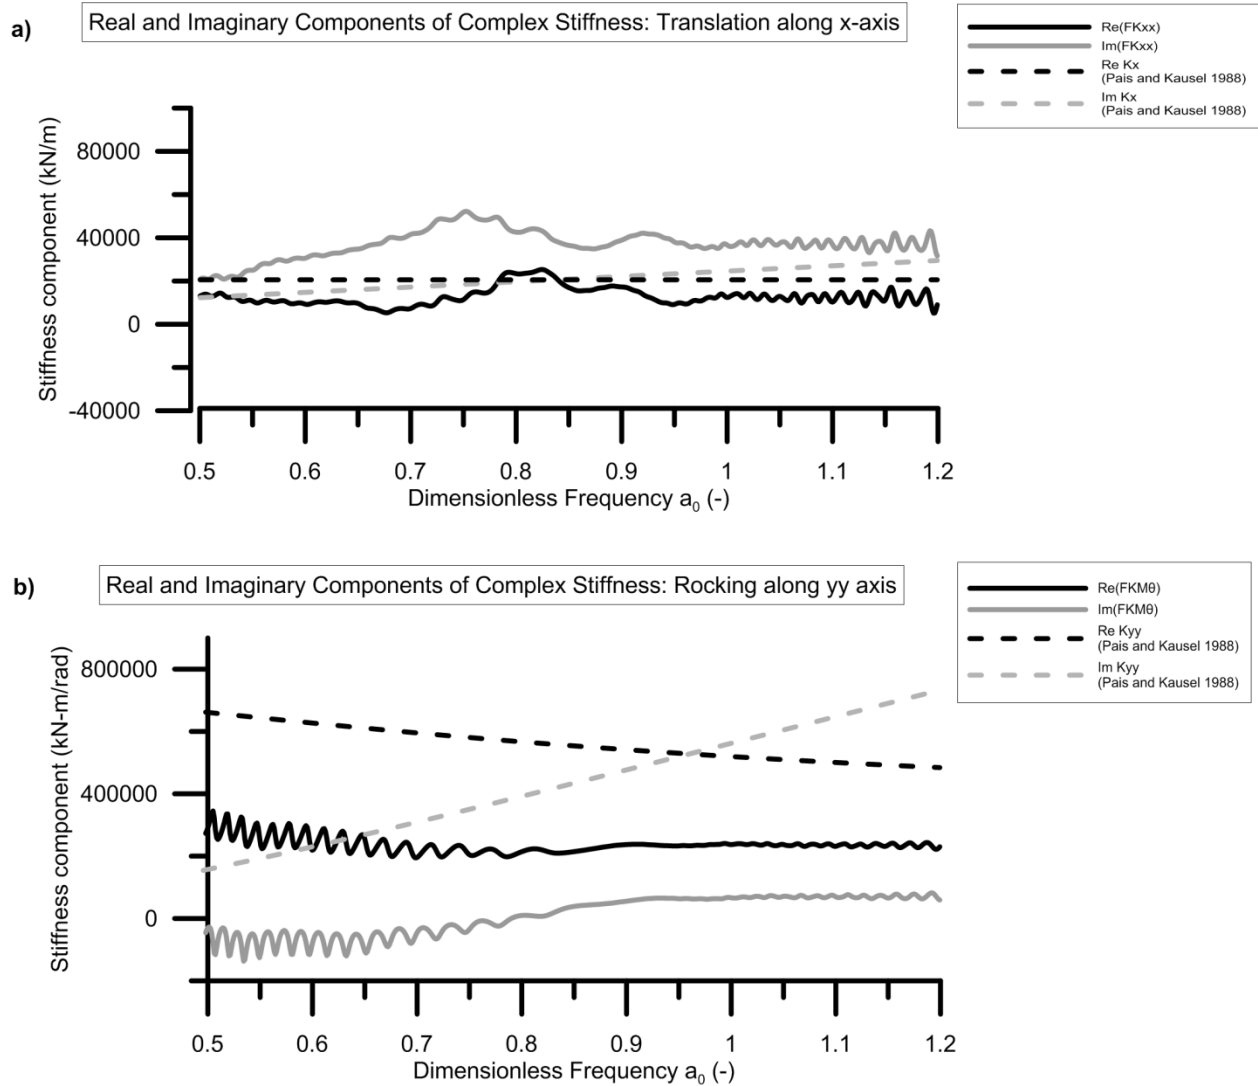 a)
Real and Imaginary Components of Complex Stiffness: Translation along x-axis
Re(FKxx)
Im(FKxx)
Re Kx
(Pais and Kausel 1988)
Im Kx
(Pais and Kausel 1988)
Stiffness component (kN/m)
80000
40000
0
-40000
0.5
0.6
0.7
0.8
0.9
1
1.1
1.2
Dimensionless Frequency a₀ (-)
b)
Real and Imaginary Components of Complex Stiffness: Rocking along yy axis
Re(FKMθ)
Im(FKMθ)
Re Kyy
(Pais and Kausel 1988)
Im Kyy
(Pais and Kausel 1988)
Stiffness component (kN-m/rad)
800000
400000
0
0.5
0.6
0.7
0.8
0.9
1
1.1
1.2
Dimensionless Frequency a₀ (-)